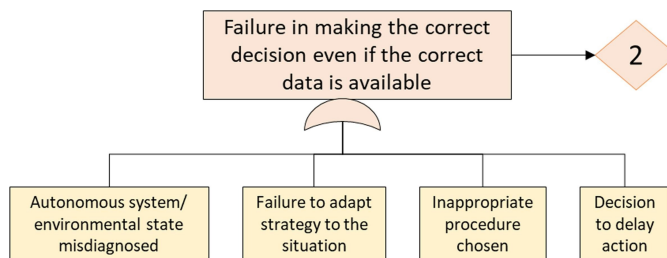 Failure in making the correct
decision even if the correct
data is available
2
Autonomous system/
environmental state
misdiagnosed
Failure to adapt
strategy to the
situation
Inappropriate
procedure
chosen
Decision
to delay
action